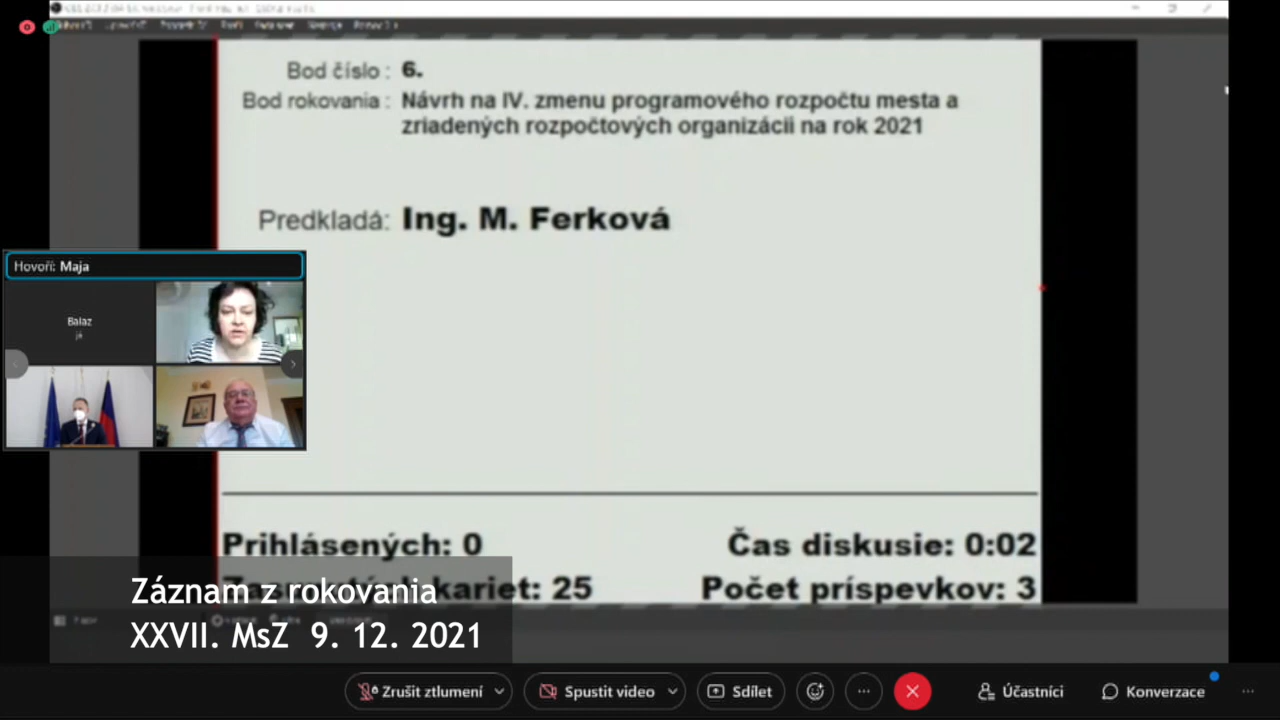 Bod číslo : 6.
Bod rokovania : Návrh na IV. zmenu programového rozpočtu mesta a
zriadených rozpočtových organizácii na rok 2021
Predkladá: Ing. M. Ferková
Hovoří: Maja
Balaz
já
Prihlásených: 0
Čas diskusie: 0:02
kariet: 25
Počet príspevkov: 3
Záznam z rokovania
XXVII. MsZ 9. 12. 2021
Zrušit ztlumení
Spustit video
Sdílet
Účastníci
Konverzace